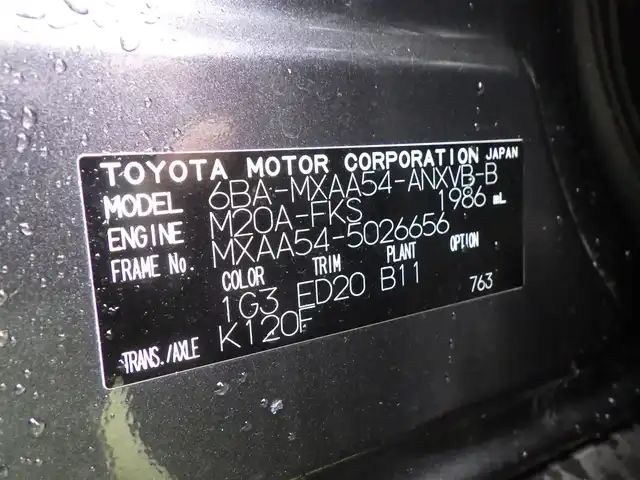 TOYOTA MOTOR CORPORATION JAPAN
MODEL 6BA-MXAA54-ANXVB-B
ENGINE M20A-FKS 1986 mL
FRAME No. MXAA54-5026656
COLOR TRIM PLANT OPTION
1G3 ED20 B11 763
TRANS./AXLE K120F